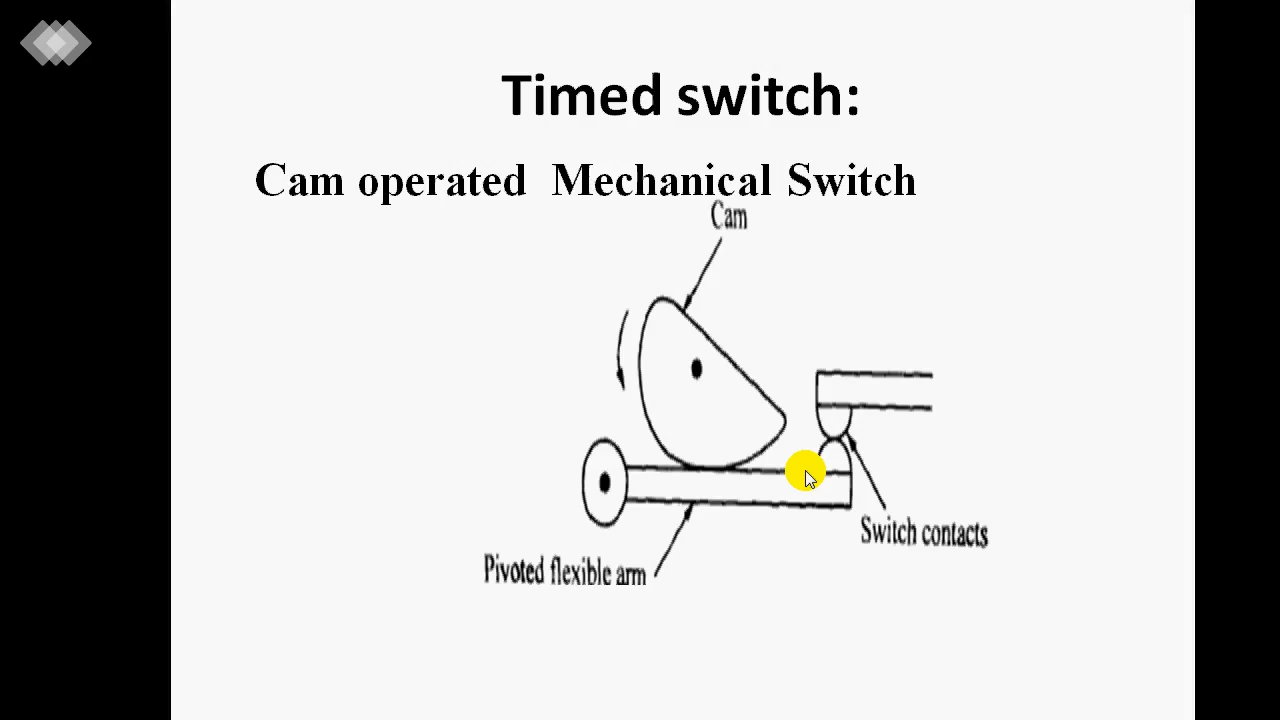 Timed switch:
Cam operated Mechanical Switch
Cam
Switch contacts
Pivoted flexible arm